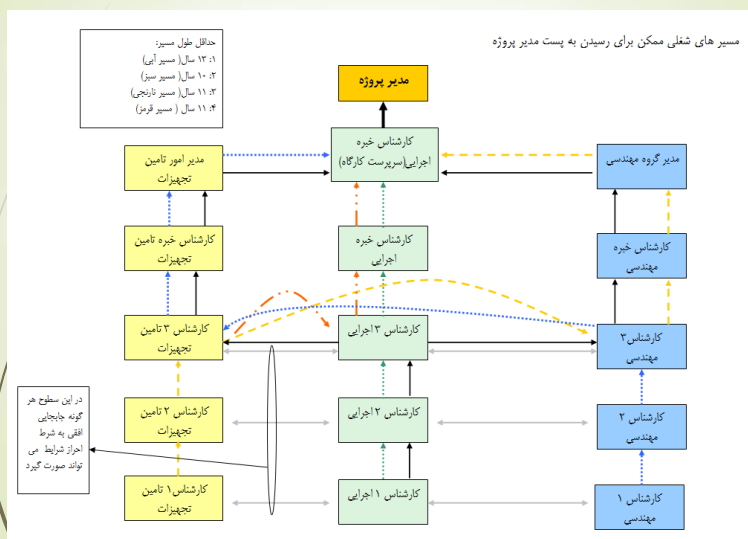 مسیر های شغلی ممکن برای رسیدن به پست مدیر پروژه
حداقل طول مسیر:
۱: ۱۳ سال( مسیر آبی)
۲: ۱۰ سال( مسیر سبز)
۳: ۱۱ سال( مسیر نارنجی)
۴: ۱۱ سال ( مسیر قرمز)
مدیر پروژه
کارشناس خبره
اجرایی(سرپرست کارگاه)
مدیر گروه مهندسی
مدیر امور تامین
تجهیزات
کارشناس خبره
مهندسی
کارشناس خبره
اجرایی
کارشناس خبره تامین
تجهیزات
کارشناس۳
مهندسی
کارشناس ۳ اجرایی
کارشناس ۳ تامین
تجهیزات
کارشناس ۲
مهندسی
کارشناس ۲ اجرایی
کارشناس ۲ تامین
تجهیزات
کارشناس ۱
مهندسی
کارشناس ۱ اجرایی
کارشناس۱ تامین
تجهیزات
در این سطوح هر
گونه جابجایی
افقی به شرط
احراز شرایط می
تواند صورت گیرد